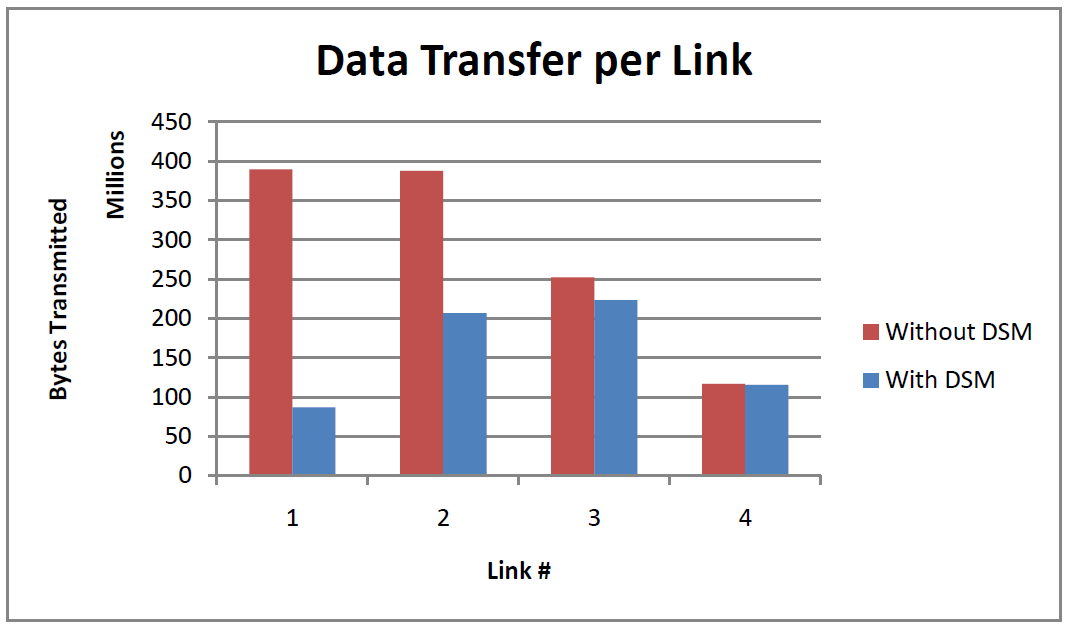 Data Transfer per Link
Bytes Transmitted
Millions
450
400
350
300
250
200
150
100
50
0
1 2 3 4
Link #
Without DSM
With DSM